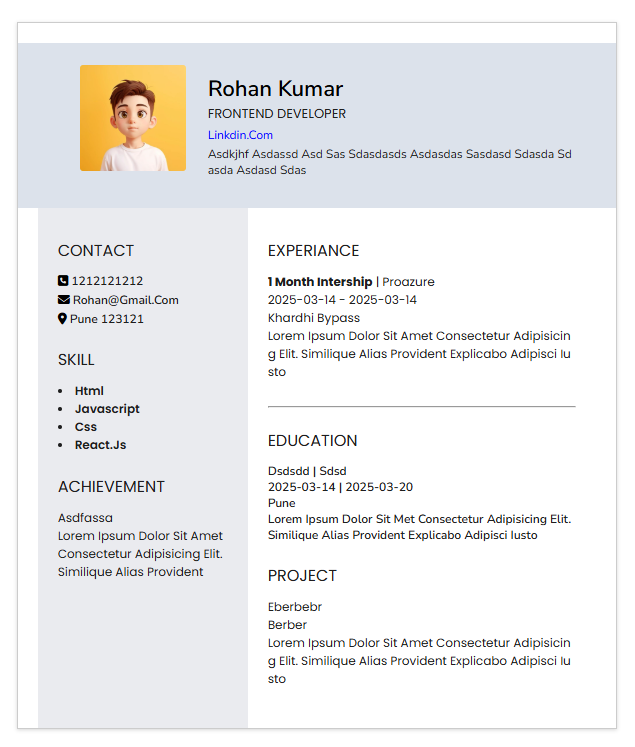 Rohan Kumar
FRONTEND DEVELOPER
Linkdin.Com
Asdkjhf Asdassd Asd Sas Sdasdasds Asdasdas Sasdasd Sdasda Sd
asda Asdasd Sdas
CONTACT
1212121212
Rohan@Gmail.Com
Pune 123121
SKILL
• Html
• Javascript
• Css
• React.Js
ACHIEVEMENT
Asdfassa
Lorem Ipsum Dolor Sit Amet
Consectetur Adipisicing Elit.
Similique Alias Provident
EXPERIANCE
1 Month Intership | Proazure
2025-03-14 - 2025-03-14
Khardhi Bypass
Lorem Ipsum Dolor Sit Amet Consectetur Adipisicin
g Elit. Similique Alias Provident Explicabo Adipisci Iu
sto
EDUCATION
Dsdsdd | Sdsd
2025-03-14 | 2025-03-20
Pune
Lorem Ipsum Dolor Sit Met Consectetur Adipisicing Elit.
Similique Alias Provident Explicabo Adipisci Iusto
PROJECT
Eberbebr
Berber
Lorem Ipsum Dolor Sit Amet Consectetur Adipisicin
g Elit. Similique Alias Provident Explicabo Adipisci Iu
sto